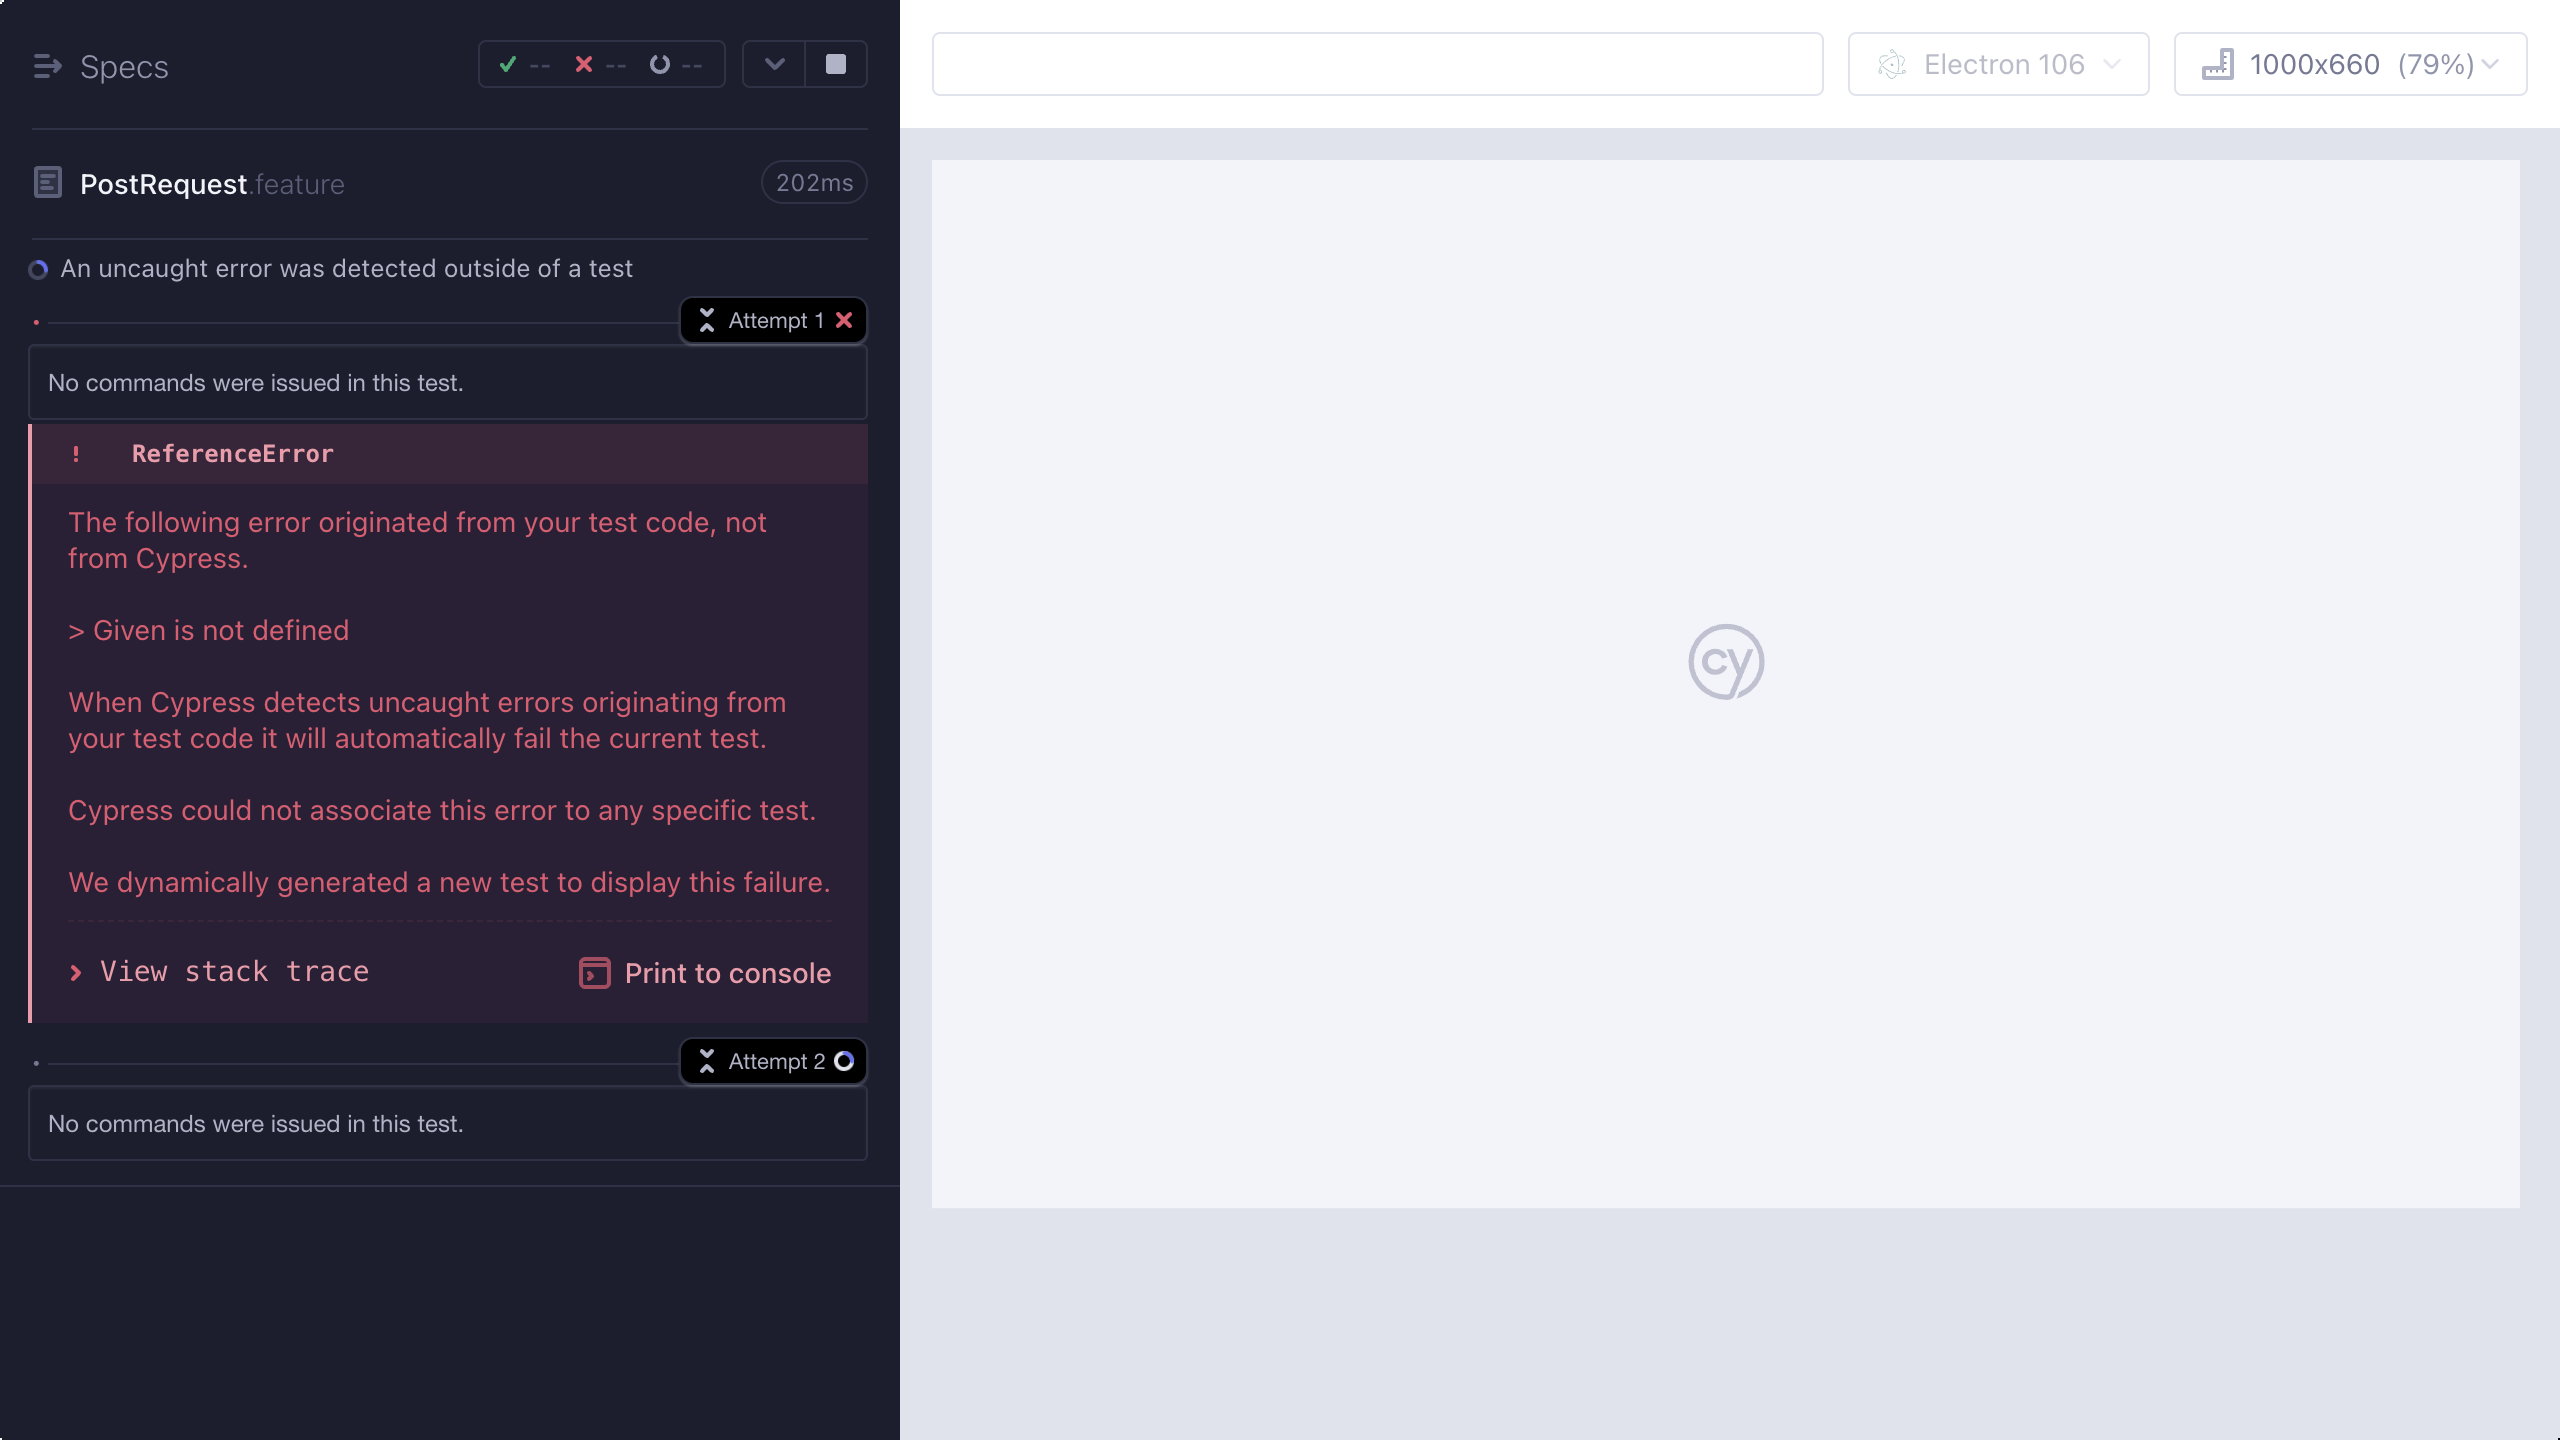 Specs
--
--
--
Electron 106
1000x660 (79%)
PostRequest.feature
202ms
An uncaught error was detected outside of a test
Attempt 1
No commands were issued in this test.
! ReferenceError
The following error originated from your test code, not
from Cypress.
> Given is not defined
When Cypress detects uncaught errors originating from
your test code it will automatically fail the current test.
Cypress could not associate this error to any specific test.
We dynamically generated a new test to display this failure.
View stack trace
Print to console
Attempt 2
No commands were issued in this test.
cy